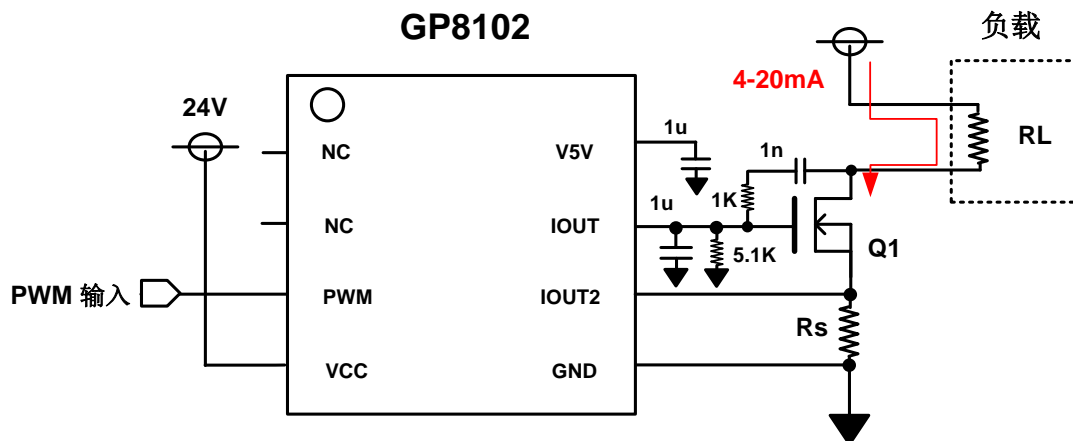 GP8102
负载
24V
4-20mA
NC
V5V
1u
1n
RL
1K
NC
IOUT
1u
5.1K
Q1
PWM 输入
PWM
IOUT2
Rs
VCC
GND